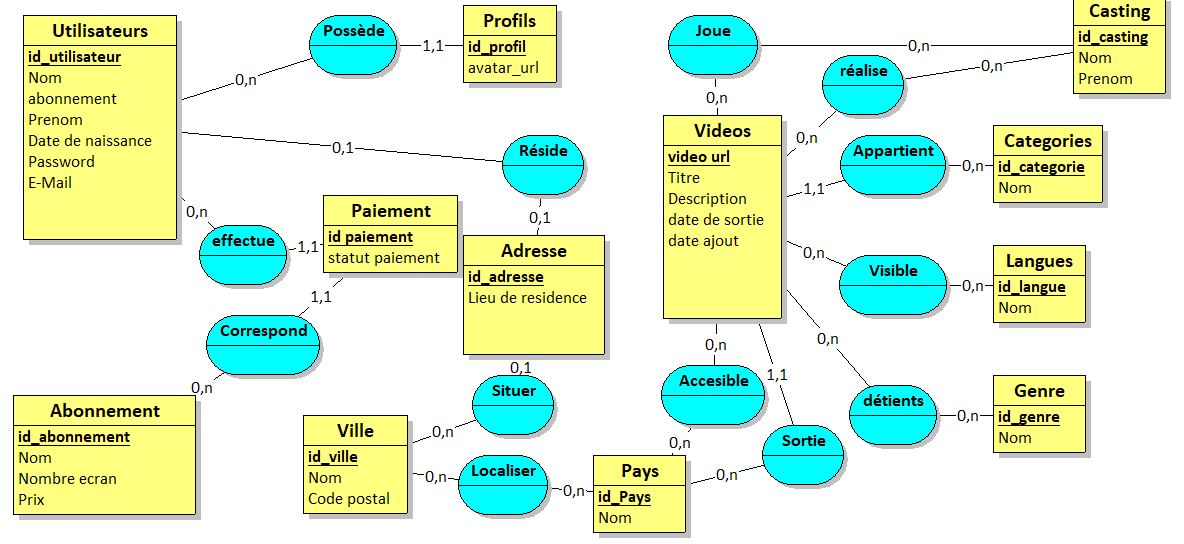 Utilisateurs
id_utilisateur
Nom
abonnement
Prenom
Date de naissance
Password
E-Mail
Possède
0,n
1,1
Profils
id_profil
avatar_url
0,1
Réside
0,1
0,n
effectue
1,1
Paiement
id paiement
statut paiement
1,1
Correspond
0,n
Abonnement
id_abonnement
Nom
Nombre ecran
Prix
Adresse
id_adresse
Lieu de residence
0,1
Situer
0,n
Ville
id_ville
Nom
Code postal
0,n
Localiser
0,n
Pays
id_Pays
Nom
Joue
0,n
0,n
Casting
id_casting
Nom
Prenom
réalise
0,n
0,n
Videos
video url
Titre
Description
date de sortie
date ajout
1,1
Appartient
0,n
Categories
id_categorie
Nom
0,n
Visible
0,n
Langues
id_langue
Nom
0,n
détients
0,n
Genre
id_genre
Nom
0,n
Accesible
0,n
1,1
Sortie
0,n